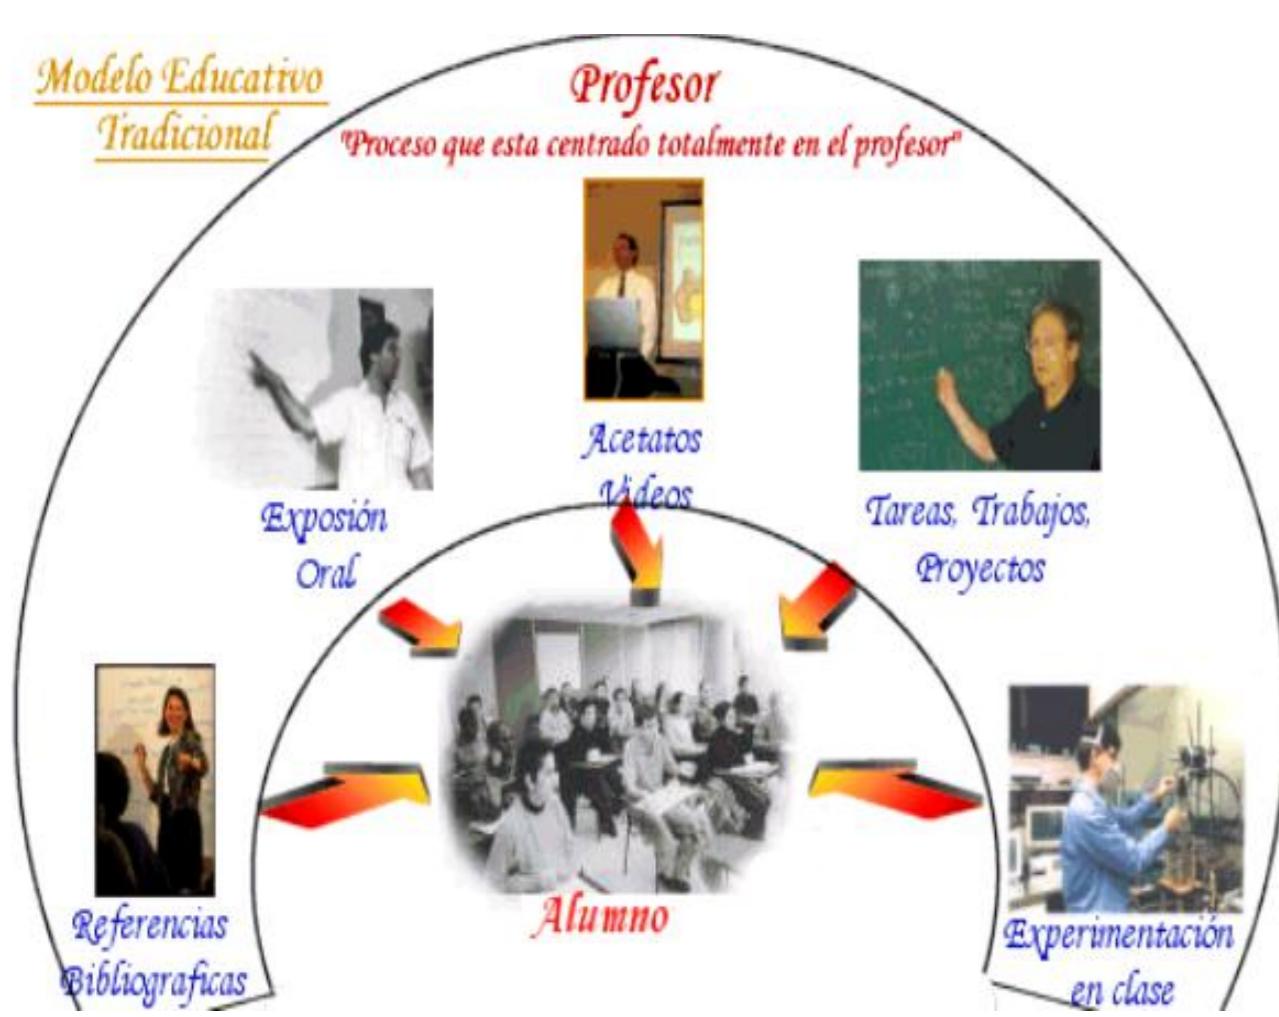 Modelo Educativo
Tradicional
Profesor
"Proceso que esta centrado totalmente en el profesor"
Acetatos
Videos
Exposión
Oral
Tareas, Trabajos,
Proyectos
Referencias
Bibliograficas
Alumno
Experimentación
en clase